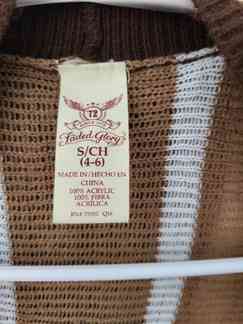 72
Faded Glory
S/CH
(4-6)
MADE IN/HECHO EN
CHINA
100% ACRYLIC
100% FIBRA
ACRILICA